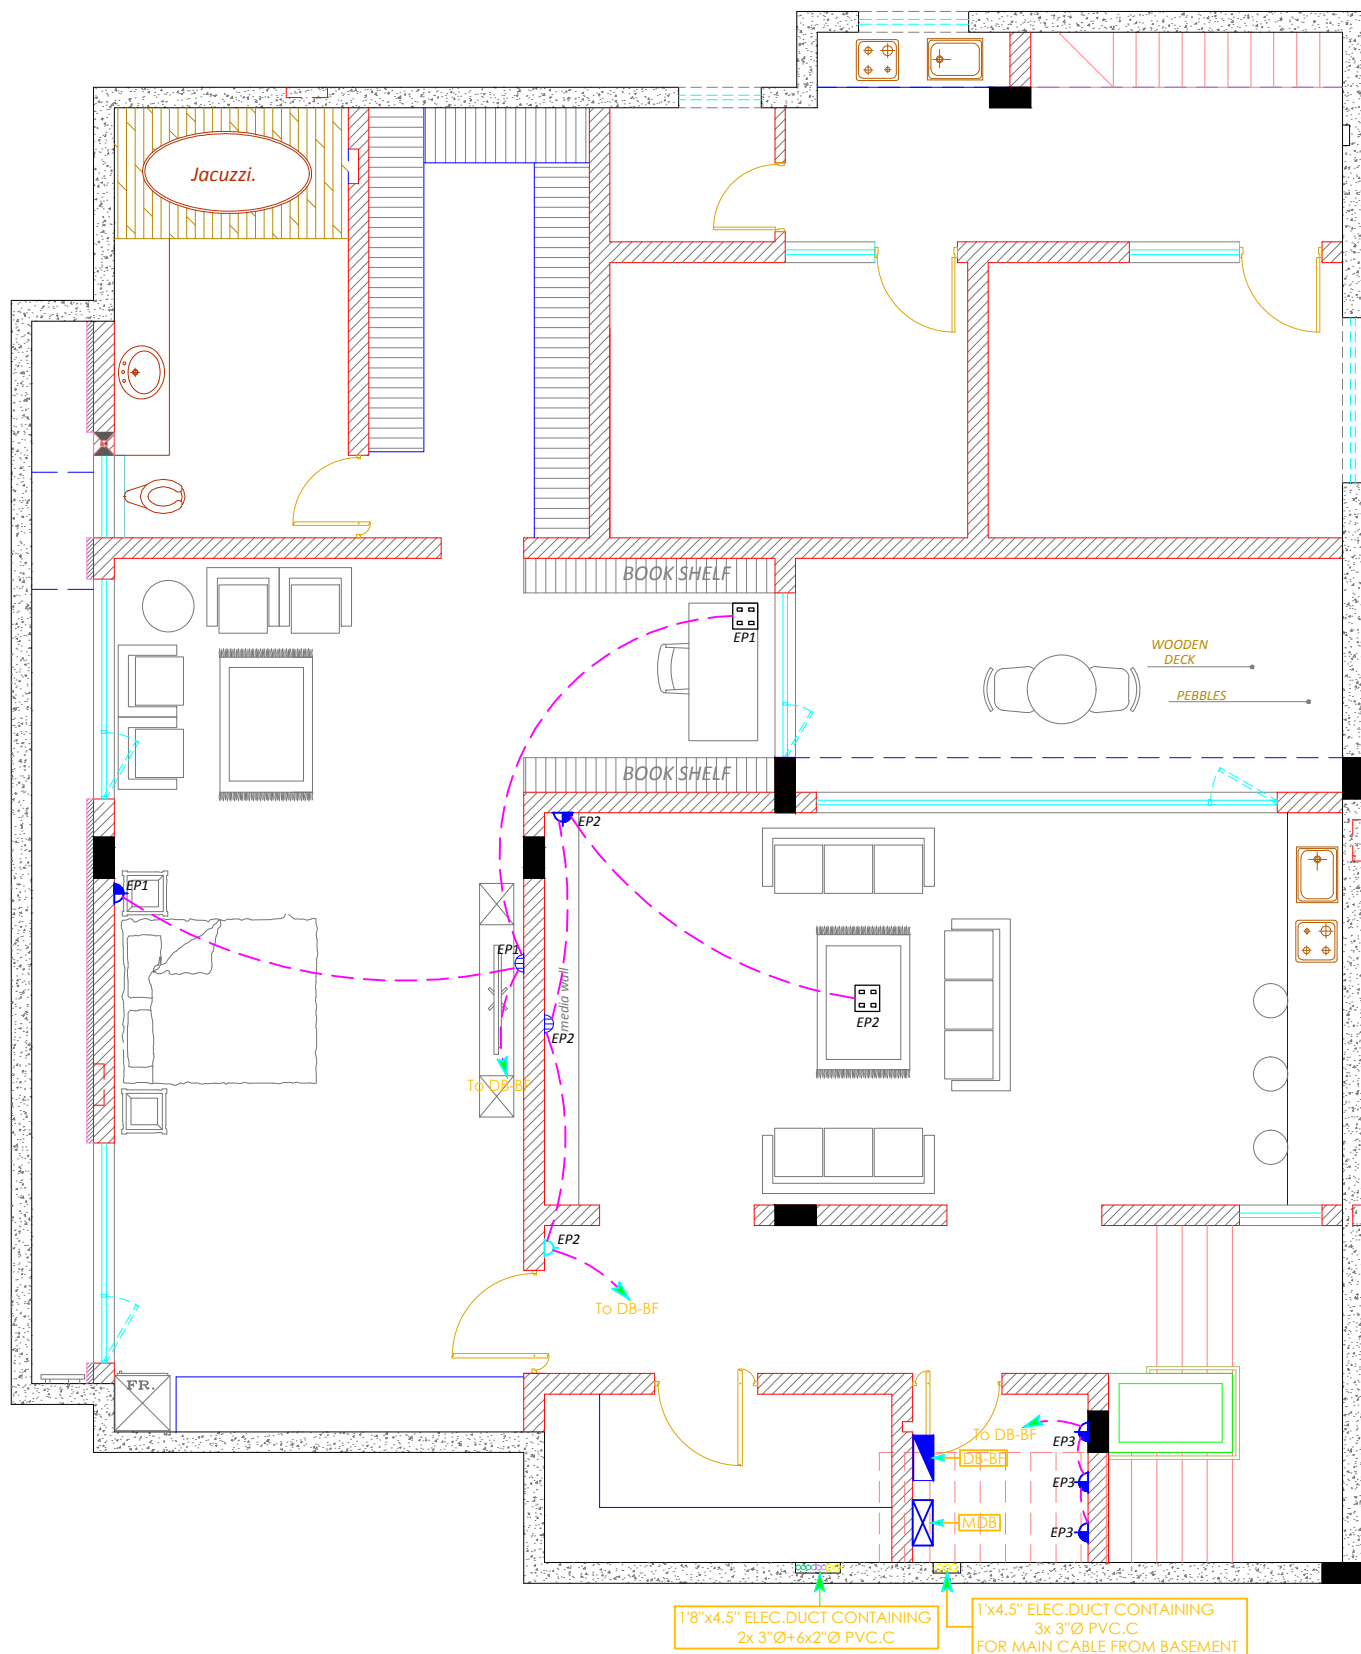 Jacuzzi.
BOOK SHELF
EP1
WOODEN
DECK
PEBBLES
BOOK SHELF
EP2
EP1
EP1
media wall
EP2
EP2
To DB-BF
EP2
To DB-BF
FR.
To DB-BF
EP3
DB-BF
EP3
MDB
EP3
1'8"x4.5" ELEC.DUCT CONTAINING
2x 3"Ø+6x2"Ø PVC.C
1'x4.5" ELEC.DUCT CONTAINING
3x 3"Ø PVC.C
FOR MAIN CABLE FROM BASEMENT